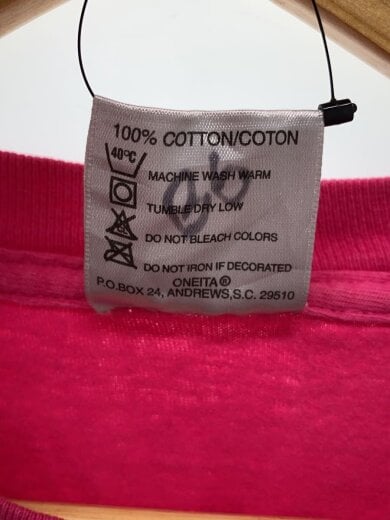 100% COTTON/COTON
40°C
MACHINE WASH WARM
TUMBLE DRY LOW
DO NOT BLEACH COLORS
DO NOT IRON IF DECORATED
ONEITA®
P.O.BOX 24, ANDREWS,S.C. 29510